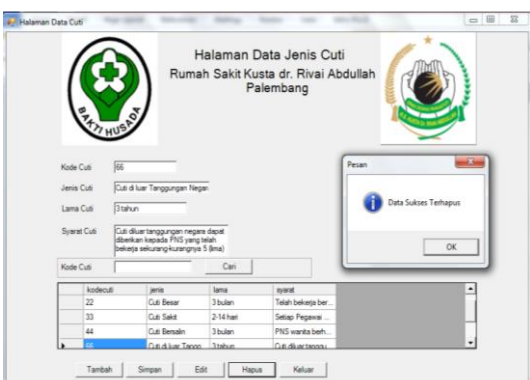 Halaman Data Cuti
Halaman Data Jenis Cuti
Rumah Sakit Kusta dr. Rivai Abdullah
Palembang
BAKTI HUSADA
Kode Cuti 66
Jenis Cuti Cuti di luar Tanggungan Negar
Lama Cuti 3 tahun
Syarat Cuti Cuti diluar tanggungan negara dapat
diberikan kepada PNS yang telah
bekerja sekurang-kurangnya 5 (lima)
Kode Cuti Cari
Pesan
Data Sukses Terhapus
OK
kodecuti jenis lama syarat
22 Cuti Besar 3 bulan Telah bekerja ber...
33 Cuti Sakit 2-14 hari Setiap Pegawai ...
44 Cuti Bersalin 3 bulan PNS wanita berh...
66 Cuti di luar Tangg 3 tahun Cuti diluar tanggu
Tambah Simpan Edit Hapus Keluar